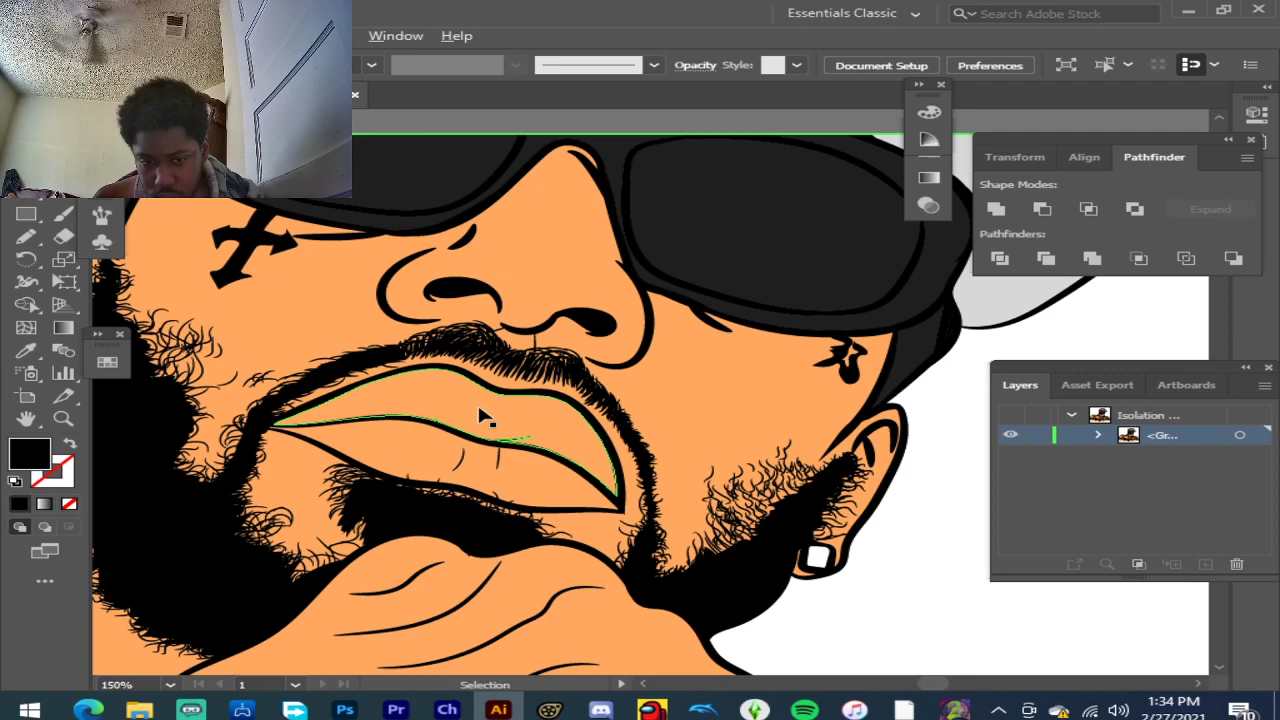 Essentials Classic
Search Adobe Stock
Window Help
Opacity Style: Document Setup Preferences
Transform Align Pathfinder
Shape Modes:
Expand
Pathfinders:
Layers Asset Export Artboards
Isolation ...
<Gr...
150% 1 Selection
Ps Pr Ch Ai
1:34 PM
2/27/2021